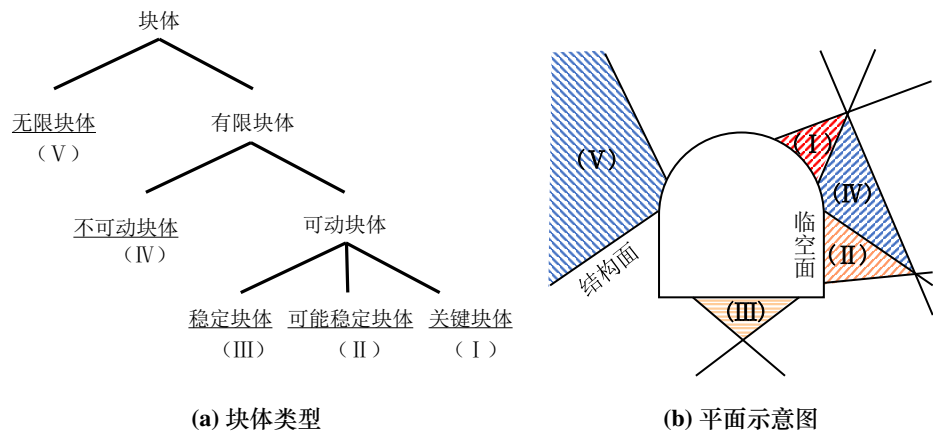 块体
无限块体
（Ⅴ）
有限块体
不可动块体
（Ⅳ）
可动块体
稳定块体
（Ⅲ）
可能稳定块体
（Ⅱ）
关键块体
（Ⅰ）
(a) 块体类型
(Ⅴ)
(Ⅰ)
(Ⅳ)
(Ⅱ)
(Ⅲ)
结构面
临空面
(b) 平面示意图